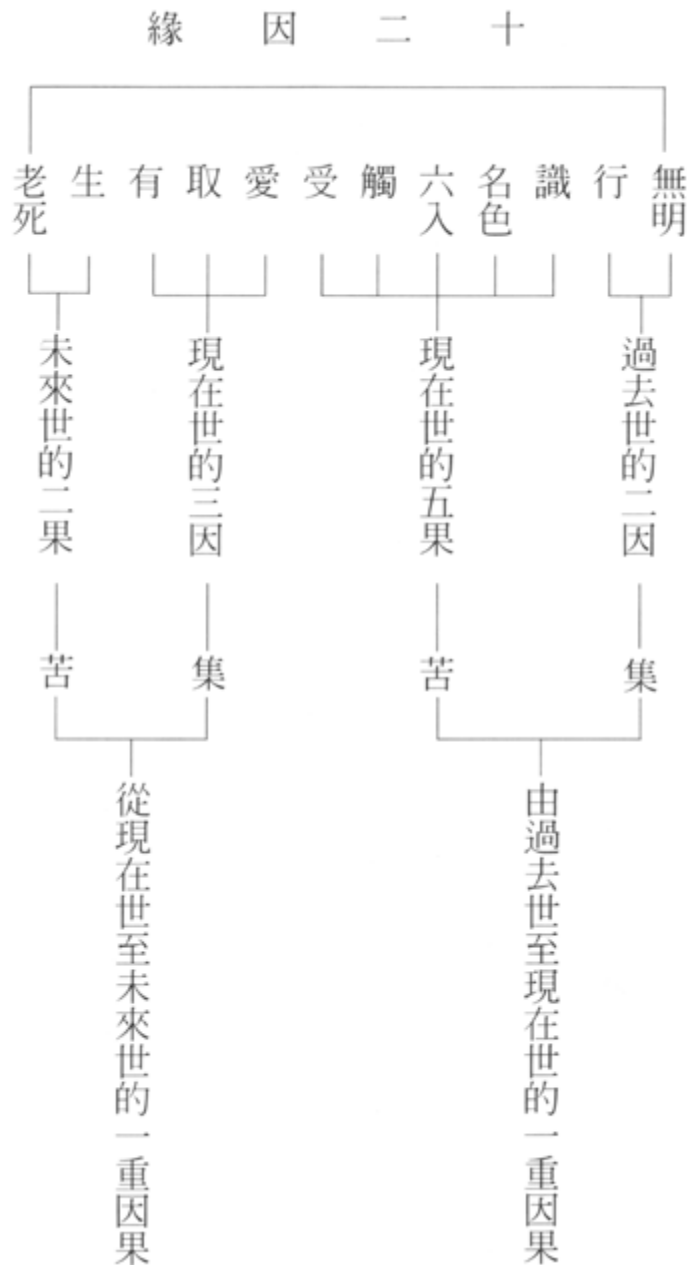 十二因緣
無明
行
識
名色
六入
觸
受
愛
取
有
生
老死
過去世的二因
現在世的五果
現在世的三因
未來世的二果
集
苦
集
苦
由過去世至現在世的一重因果
從現在世至未來世的一重因果